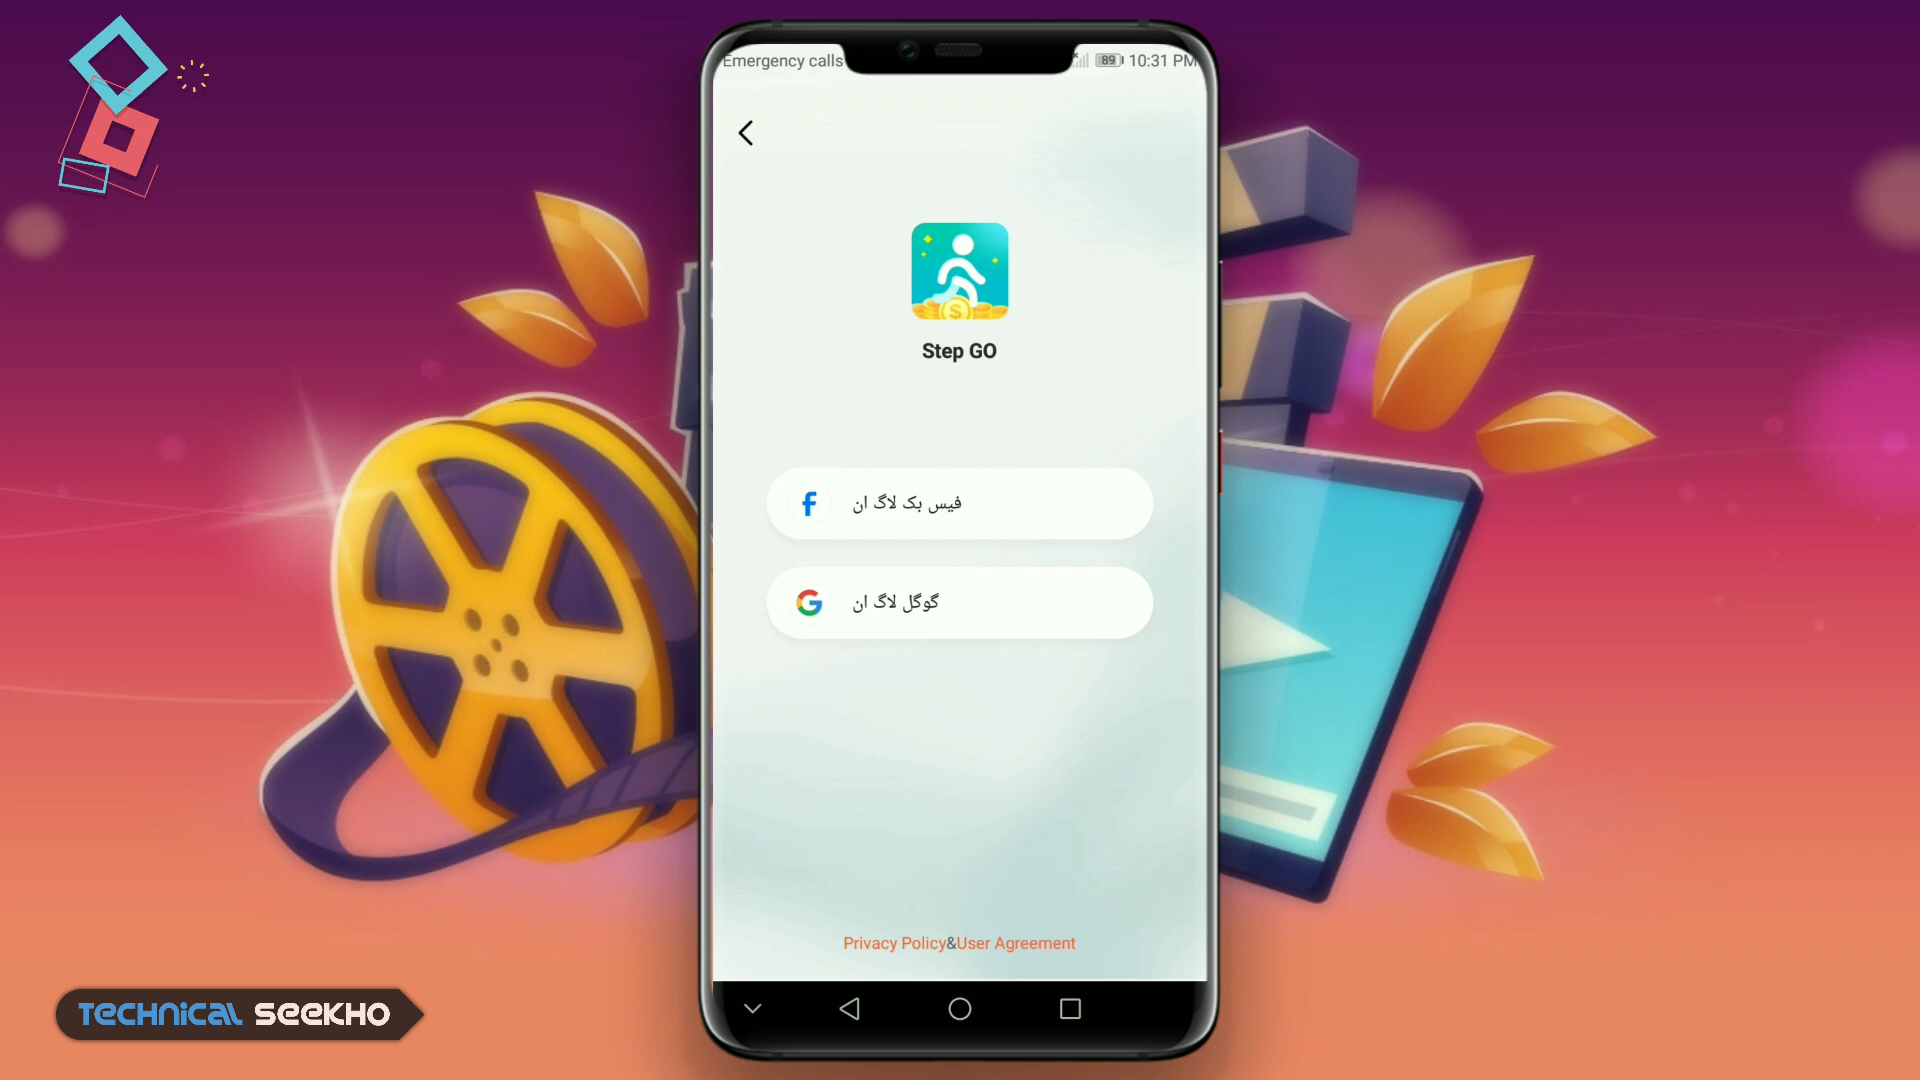 Emergency calls
89 10:31 PM
$
Step GO
فیس بک لاگ ان
گوگل لاگ ان
Privacy Policy&User Agreement
TECHNICAL SEEKHO